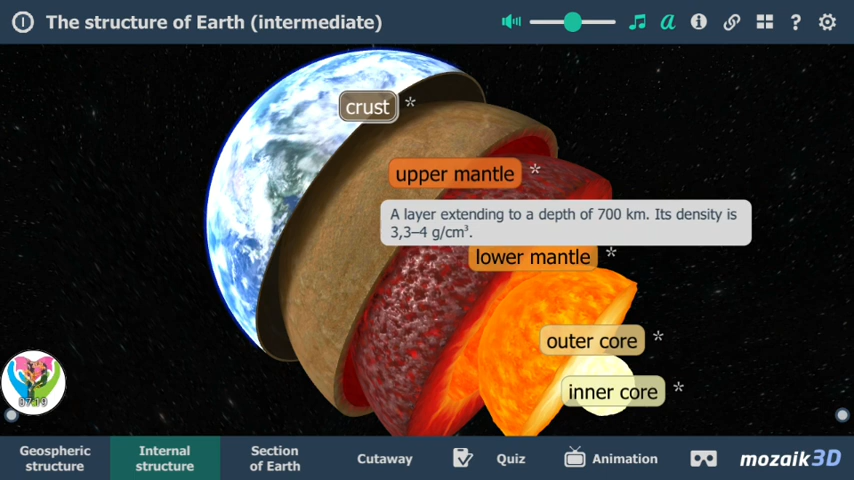 The structure of Earth (intermediate)
crust *
upper mantle *
A layer extending to a depth of 700 km. Its density is
3,3–4 g/cm³.
lower mantle *
outer core *
inner core *
Geospheric
structure
Internal
structure
Section
of Earth
Cutaway
Quiz
Animation
mozaik3D